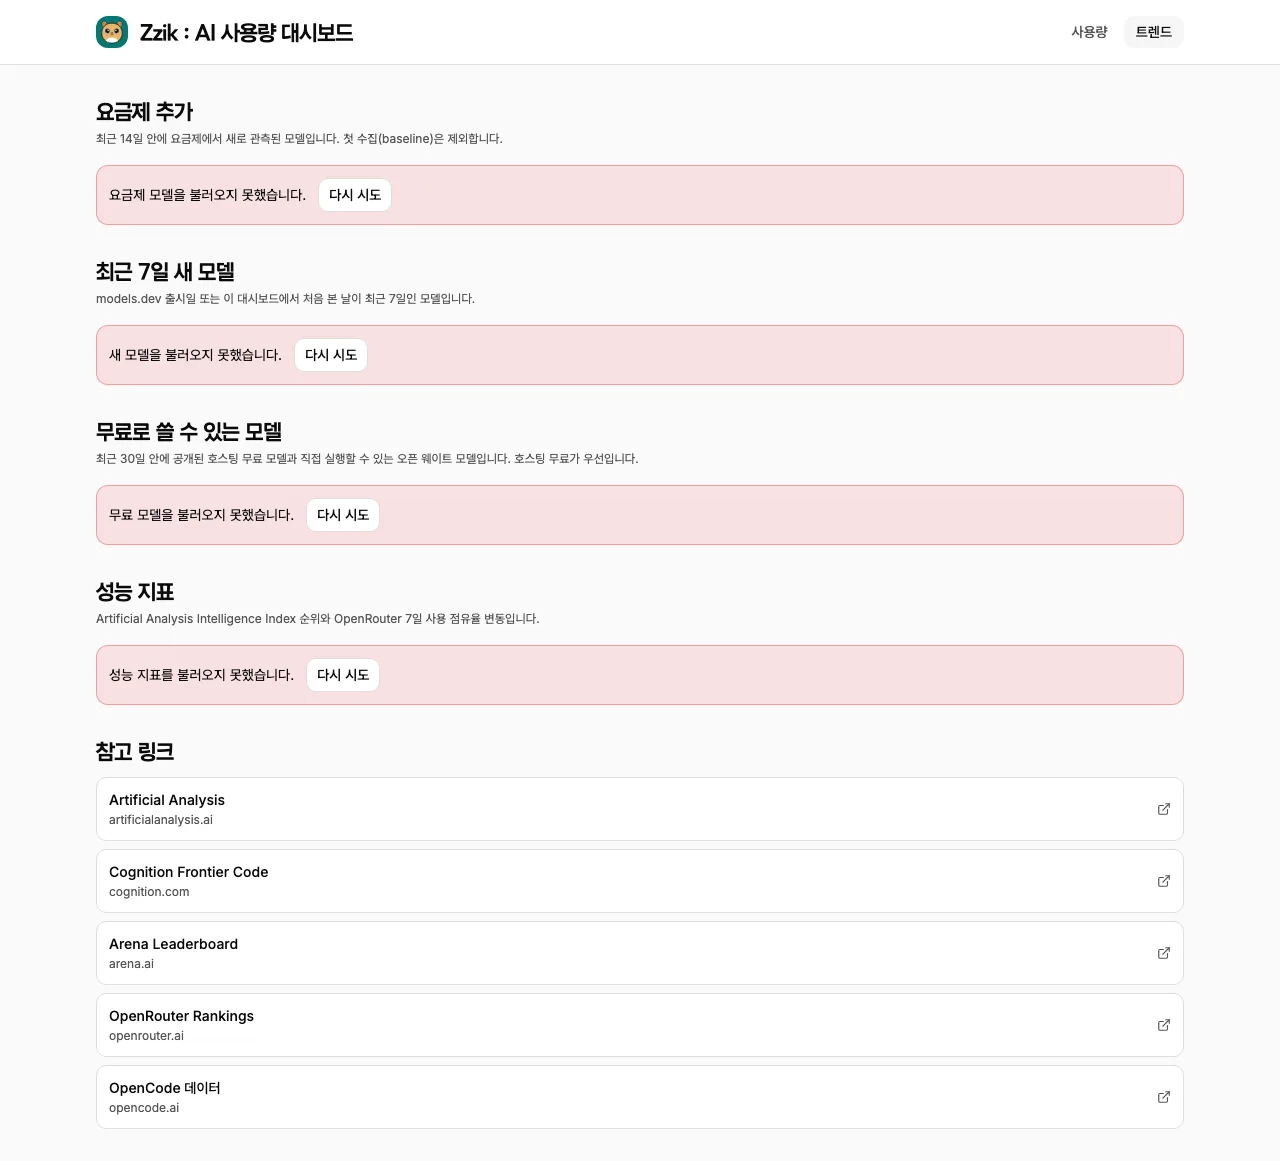 Zzik : AI 사용량 대시보드
사용량
트렌드
요금제 추가
최근 14일 안에 요금제에서 새로 관측된 모델입니다. 첫 수집(baseline)은 제외합니다.
요금제 모델을 불러오지 못했습니다.
다시 시도
최근 7일 새 모델
models.dev 출시일 또는 이 대시보드에서 처음 본 날이 최근 7일인 모델입니다.
새 모델을 불러오지 못했습니다.
다시 시도
무료로 쓸 수 있는 모델
최근 30일 안에 공개된 호스팅 무료 모델과 직접 실행할 수 있는 오픈 웨이트 모델입니다. 호스팅 무료가 우선입니다.
무료 모델을 불러오지 못했습니다.
다시 시도
성능 지표
Artificial Analysis Intelligence Index 순위와 OpenRouter 7일 사용 점유율 변동입니다.
성능 지표를 불러오지 못했습니다.
다시 시도
참고 링크
Artificial Analysis
artificialanalysis.ai
Cognition Frontier Code
cognition.com
Arena Leaderboard
arena.ai
OpenRouter Rankings
openrouter.ai
OpenCode 데이터
opencode.ai